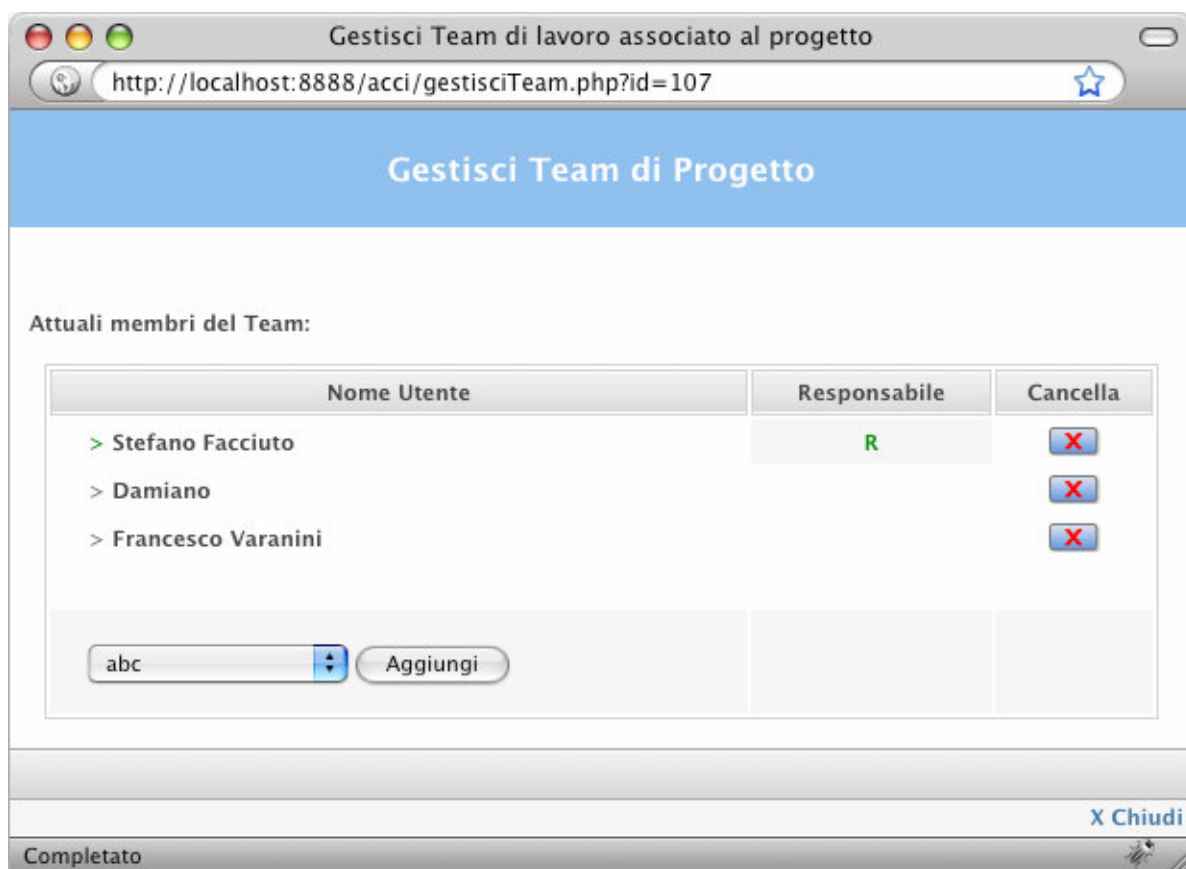 Gestisci Team di lavoro associato al progetto
http://localhost:8888/acci/gestisciTeam.php?id=107
Gestisci Team di Progetto
Attuali membri del Team:
Nome Utente Responsabile Cancella
> Stefano Facciuto R X
> Damiano X
> Francesco Varanini X
abc Aggiungi
X Chiudi
Completato